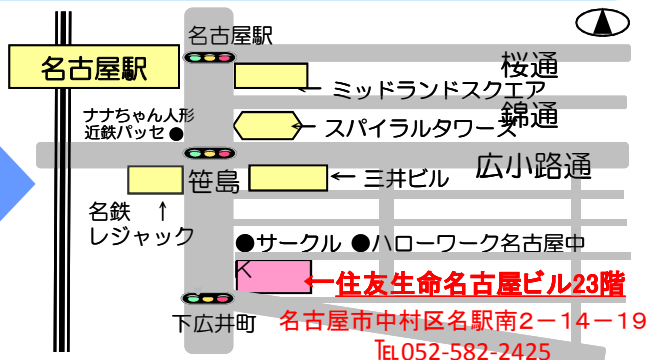 名古屋駅
名古屋駅
桜通
←ミッドランドスクエア
ナナちゃん人形
近鉄パッセ●
←スパイラルタワーズ
錦通
広小路通
笹島
←三井ビル
名鉄 ↑
レジャック
●サークル ●ハローワーク名古屋中
K
←住友生命名古屋ビル23階
下広井町
名古屋市中村区名駅南2－14－19
℡052-582-2425